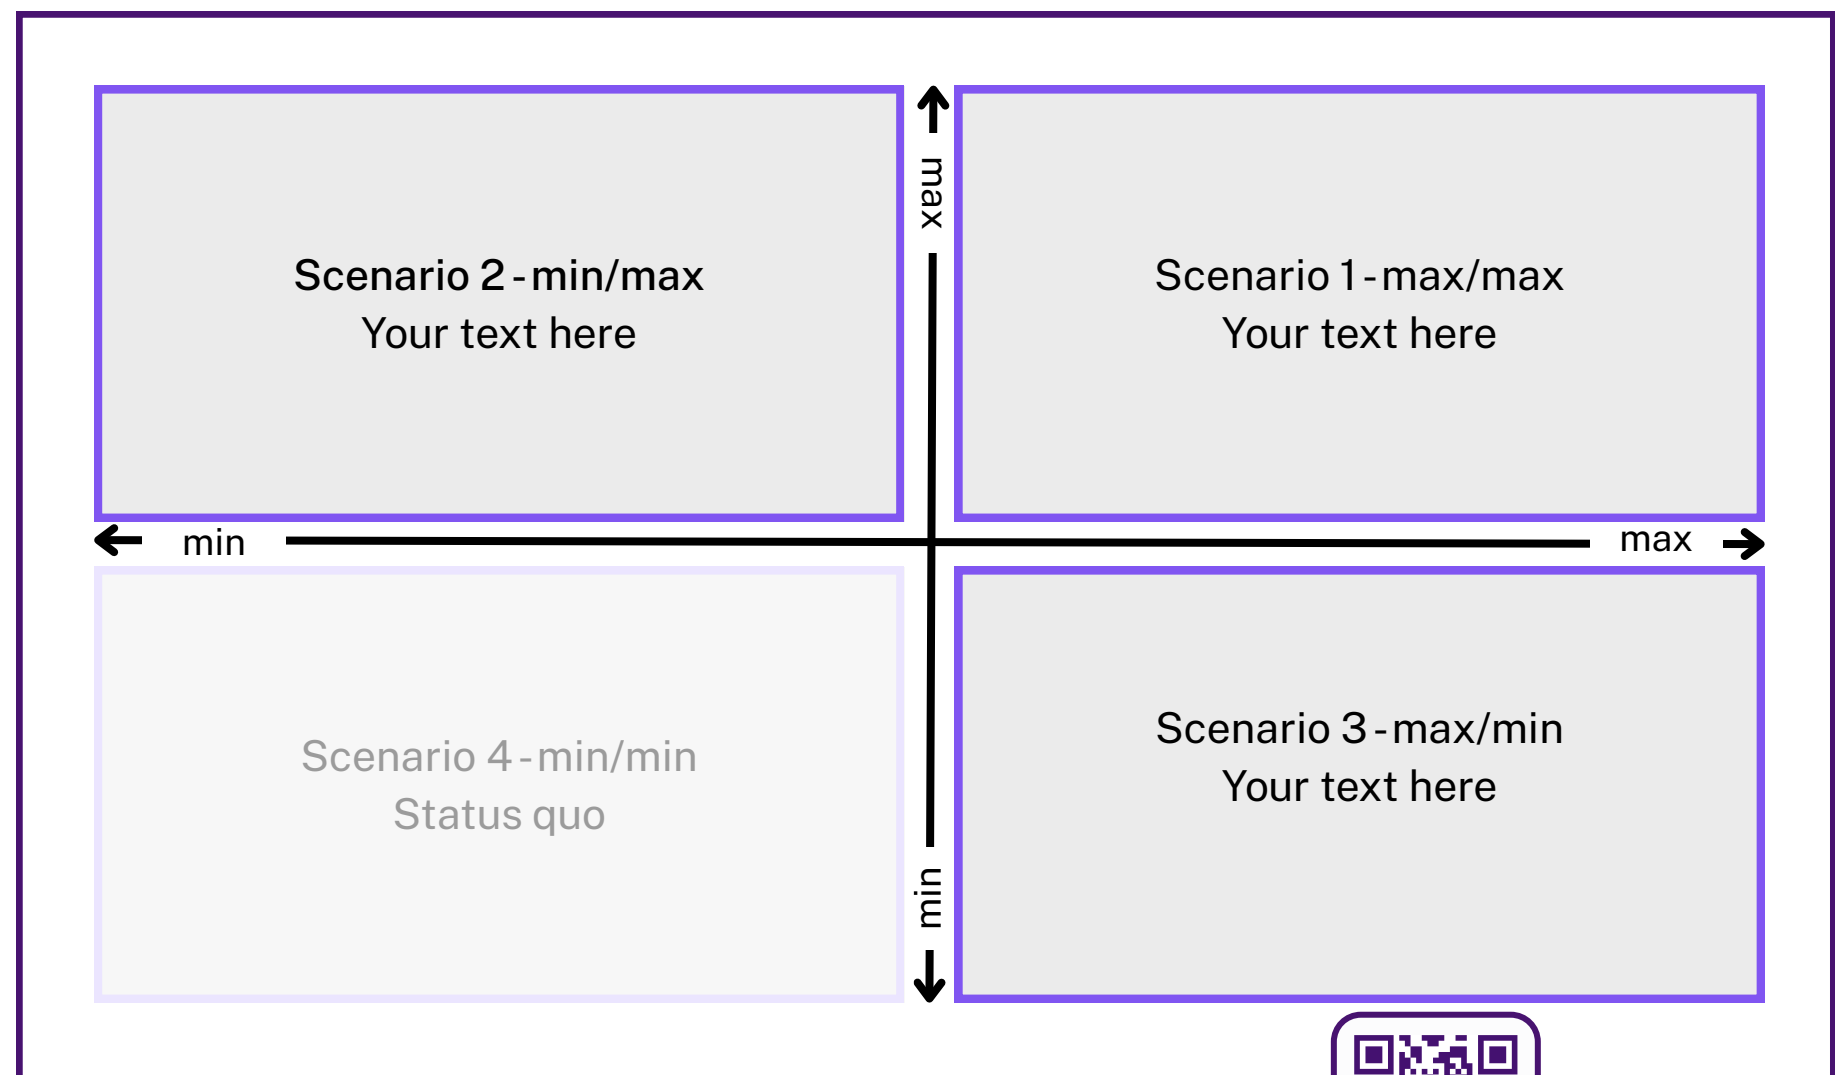 max
Scenario 2 - min/max
Your text here
Scenario 1 - max/max
Your text here
min
max
Scenario 4 - min/min
Status quo
Scenario 3 - max/min
Your text here
min